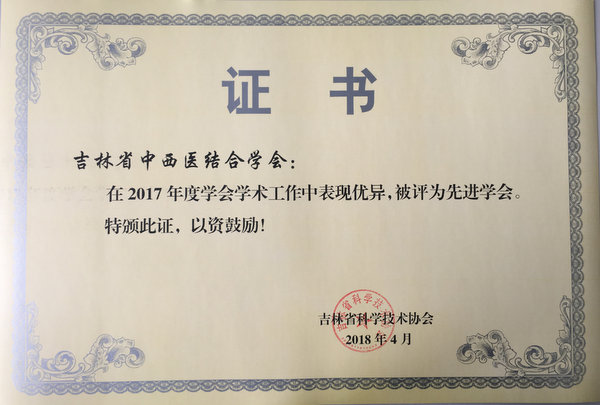 证 书
吉林省中西医结合学会：
在2017年度学会学术工作中表现优异，被评为先进学会。
特颁此证，以资鼓励！
吉林省科学技术协会
2018年4月